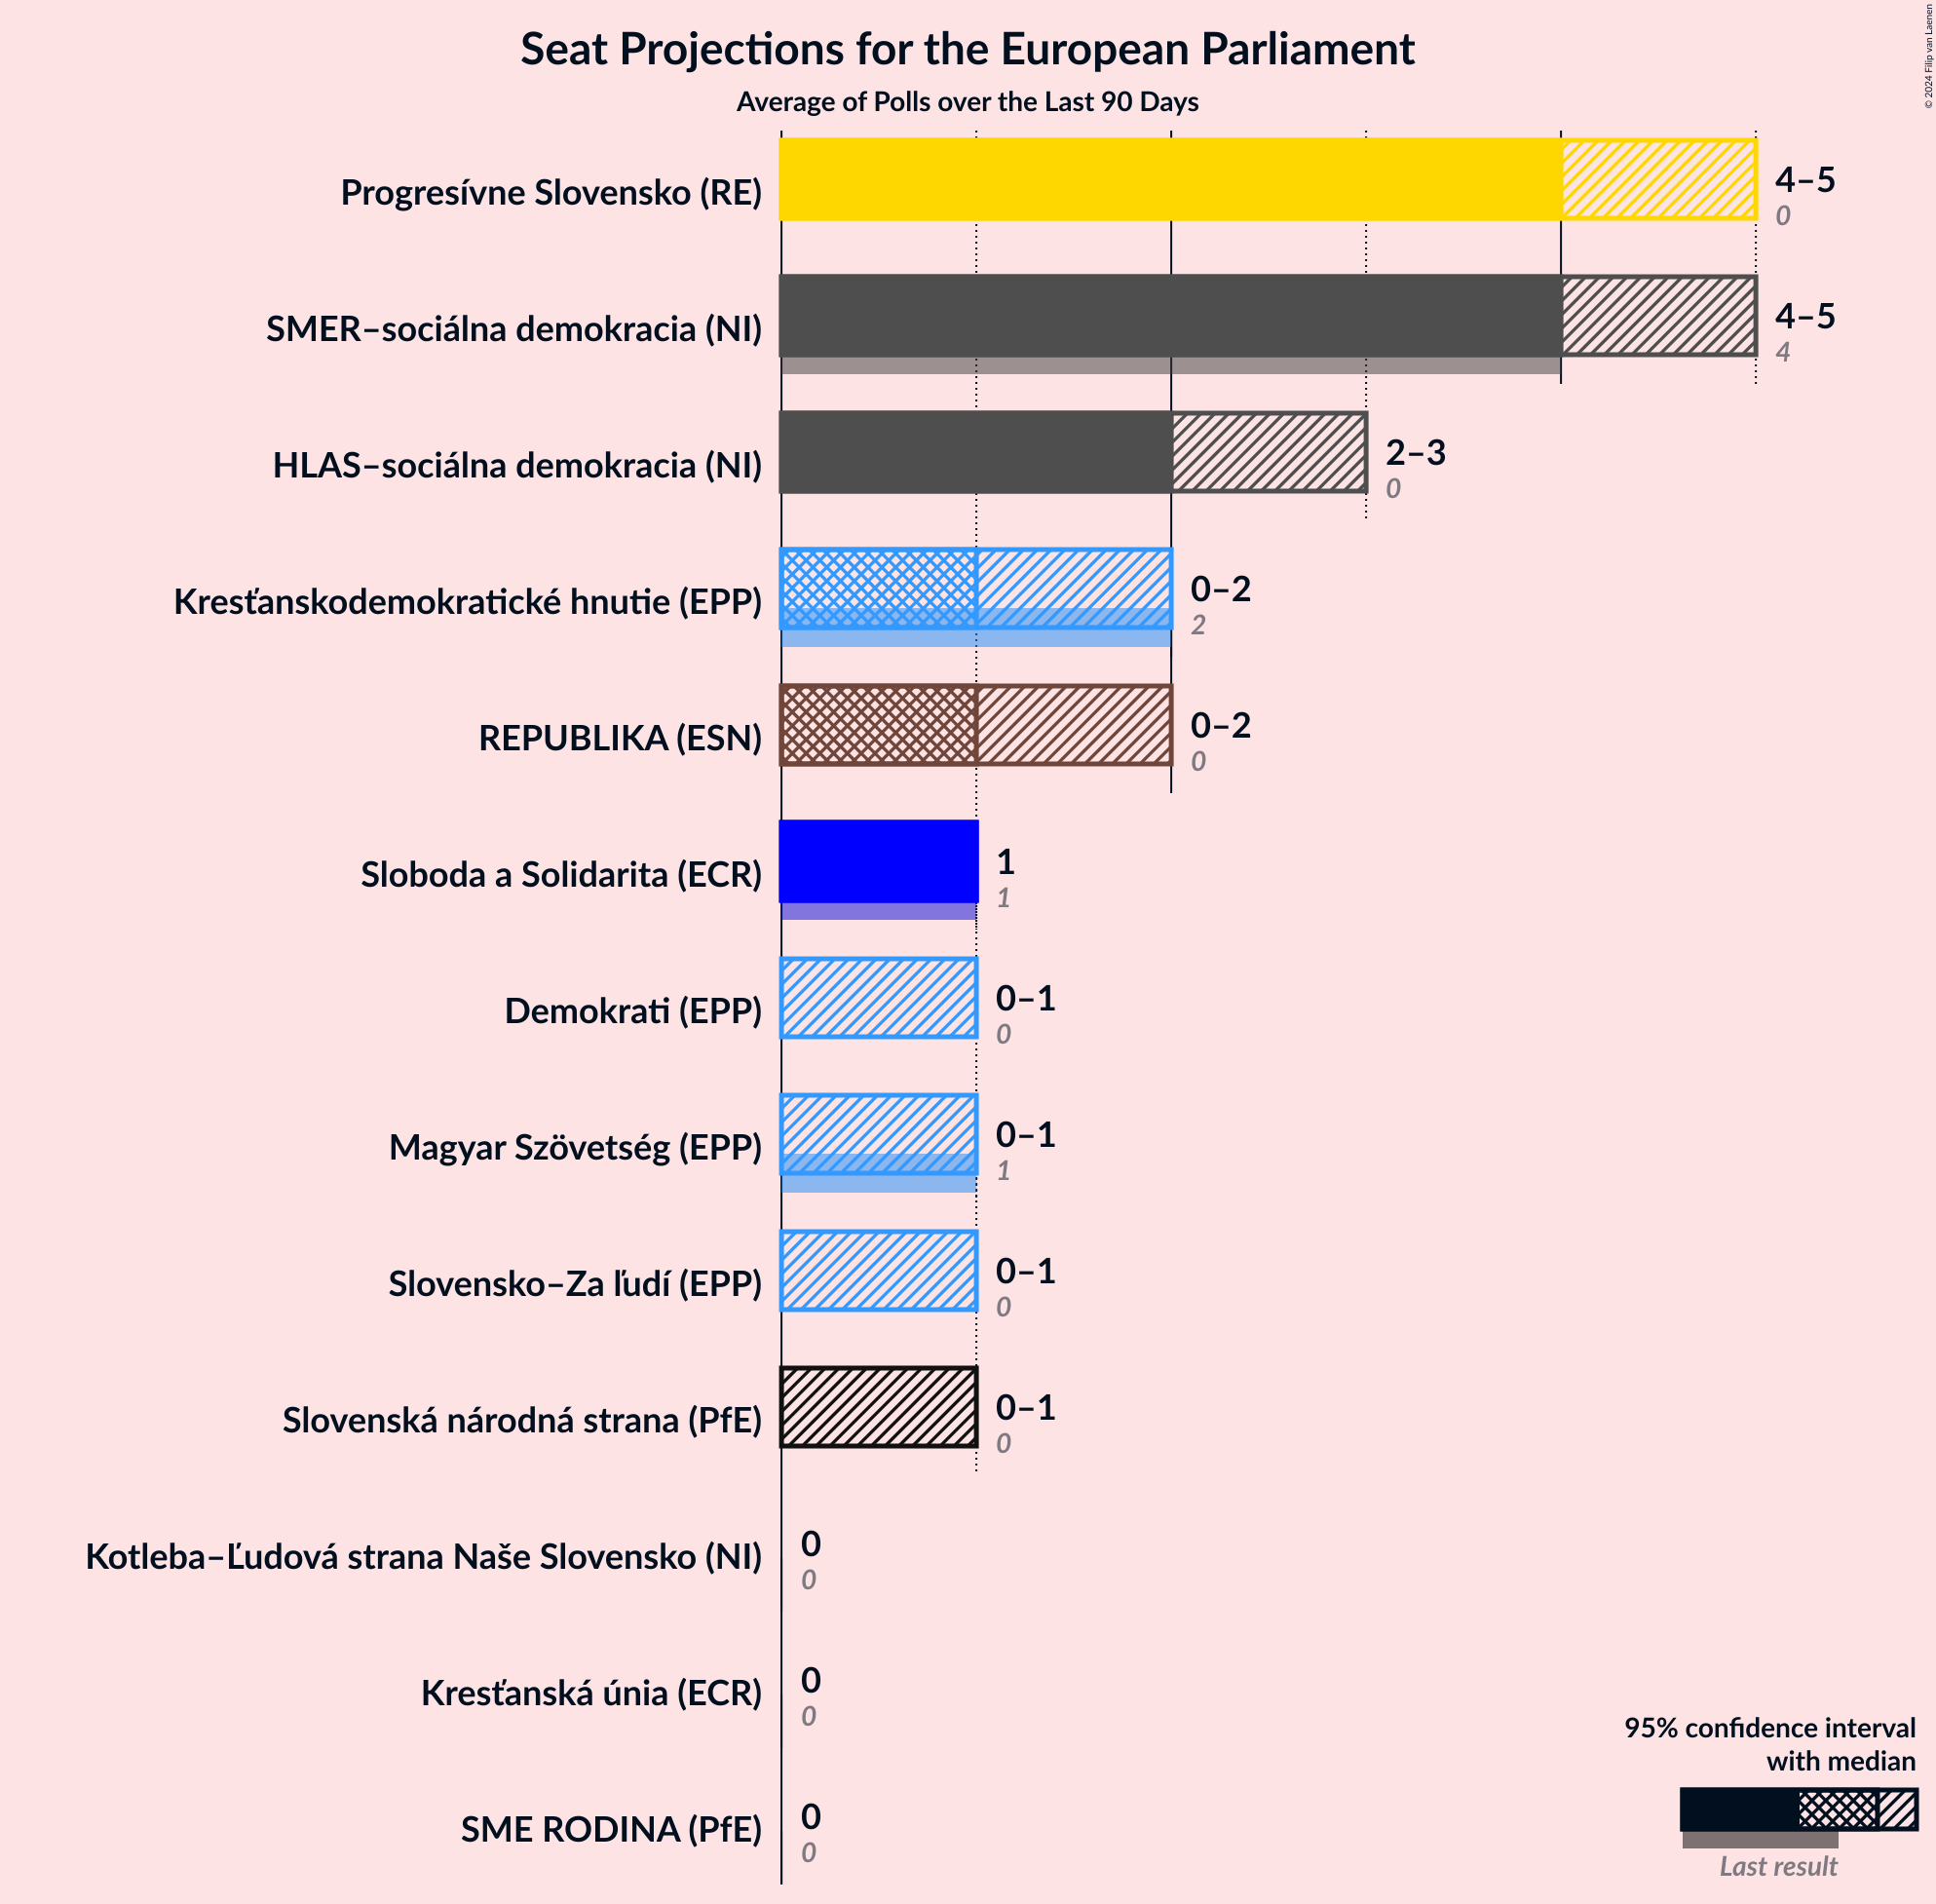 Seat Projections for the European Parliament
Average of Polls over the Last 90 Days
© 2024 Filip van Laenen
Progresívne Slovensko (RE)
4–5
0
SMER–sociálna demokracia (NI)
4–5
4
HLAS–sociálna demokracia (NI)
2–3
0
Kresťanskodemokratické hnutie (EPP)
0–2
2
REPUBLIKA (ESN)
0–2
0
Sloboda a Solidarita (ECR)
1
1
Demokrati (EPP)
0–1
0
Magyar Szövetség (EPP)
0–1
1
Slovensko–Za ľudí (EPP)
0–1
0
Slovenská národná strana (PfE)
0–1
0
Kotleba–Ľudová strana Naše Slovensko (NI)
0
0
Kresťanská únia (ECR)
0
0
SME RODINA (PfE)
0
0
95% confidence interval
with median
Last result